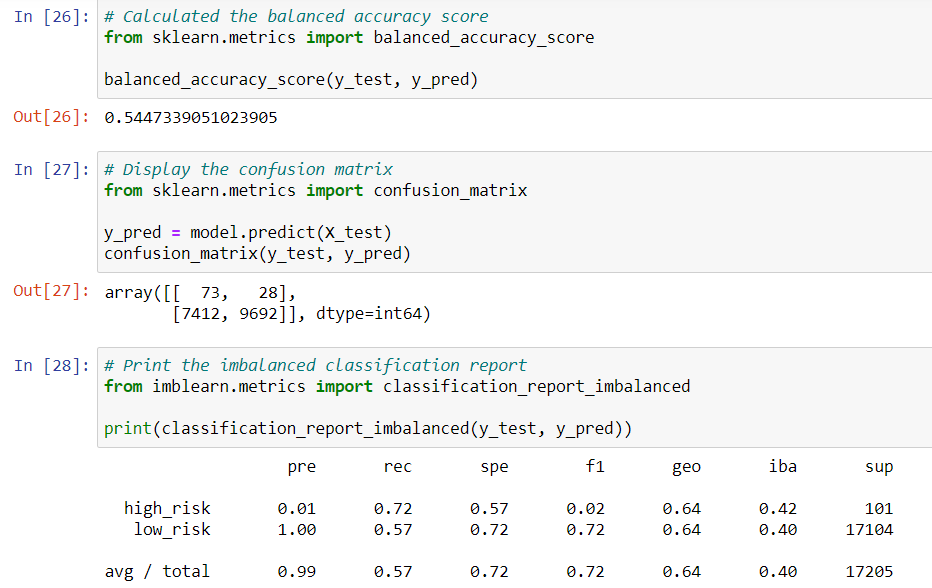 In [26]: # Calculated the balanced accuracy score
from sklearn.metrics import balanced_accuracy_score
balanced_accuracy_score(y_test, y_pred)
Out[26]: 0.5447339051023905
In [27]: # Display the confusion matrix
from sklearn.metrics import confusion_matrix
y_pred = model.predict(X_test)
confusion_matrix(y_test, y_pred)
Out[27]: array([[  73,   28],
[7412, 9692]], dtype=int64)
In [28]: # Print the imbalanced classification report
from imblearn.metrics import classification_report_imbalanced
print(classification_report_imbalanced(y_test, y_pred))
pre rec spe f1 geo iba sup
high_risk 0.01 0.72 0.57 0.02 0.64 0.42 101
low_risk 1.00 0.57 0.72 0.72 0.64 0.40 17104
avg / total 0.99 0.57 0.72 0.72 0.64 0.40 17205